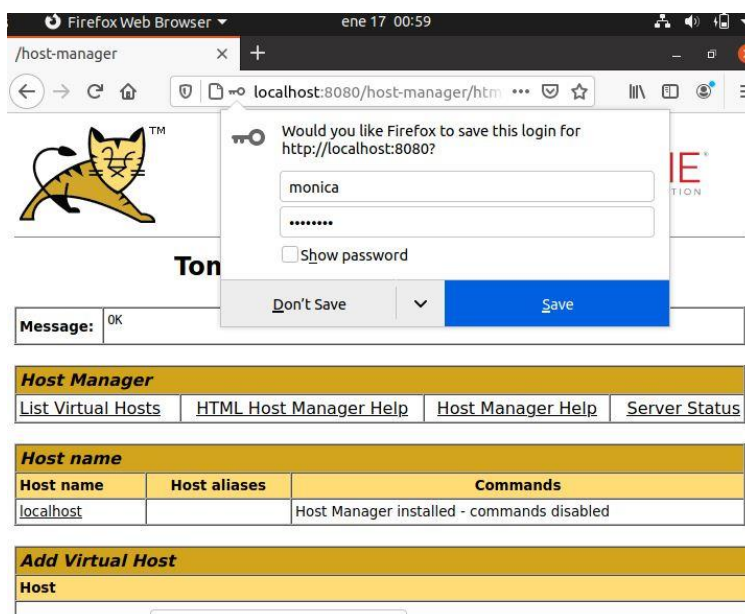 Firefox Web Browser ene 17 00:59
/host-manager
localhost:8080/host-manager/htm
TM
Would you like Firefox to save this login for
http://localhost:8080?
monica
••••••••
Show password
Don't Save Save
E
TION
Tom
Message: OK
Host Manager
List Virtual Hosts HTML Host Manager Help Host Manager Help Server Status
Host name
Host name Host aliases Commands
localhost Host Manager installed - commands disabled
Add Virtual Host
Host